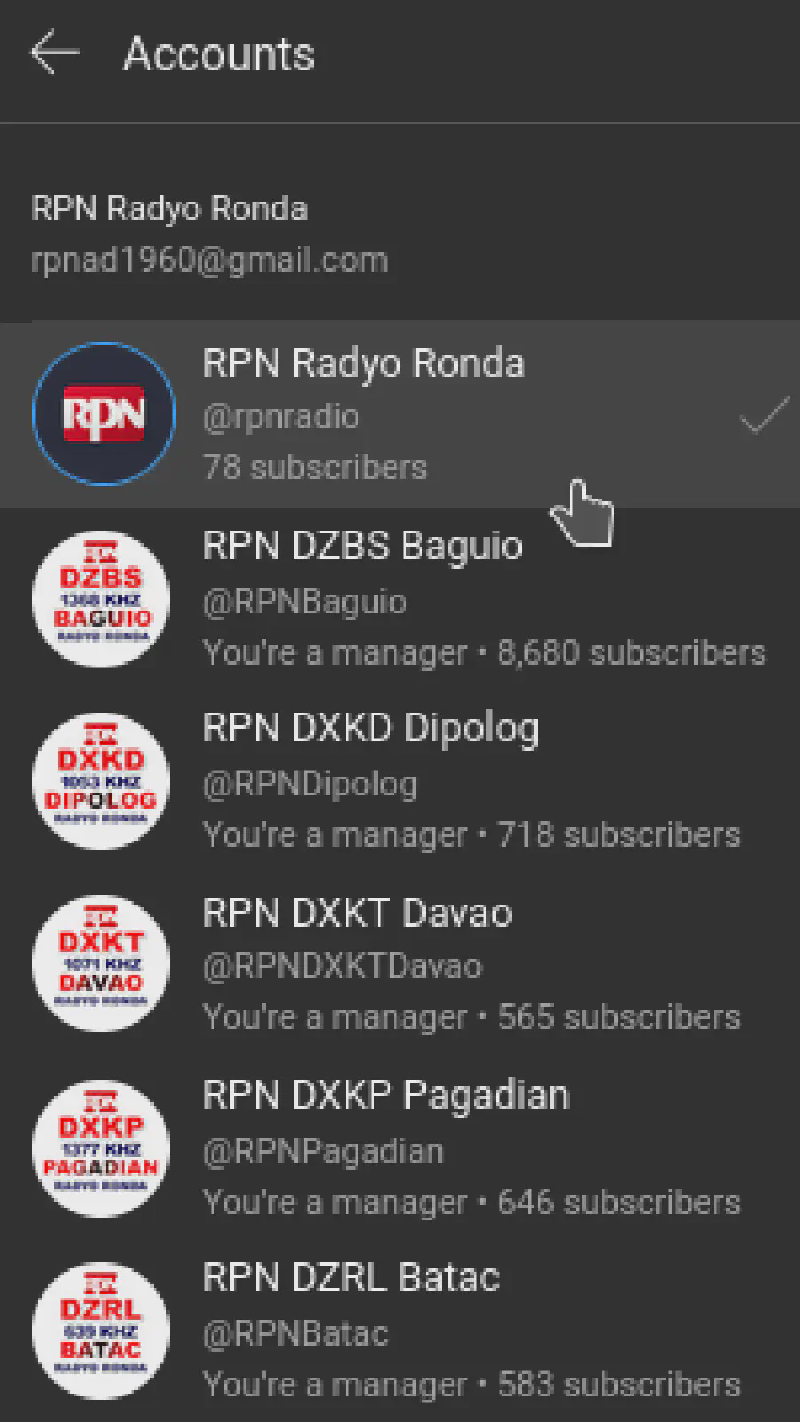 Accounts
RPN Radyo Ronda
rpnad1960@gmail.com
RPN
RPN Radyo Ronda
@rpnradio
78 subscribers
DZBS
1368 KHZ
BAGUIO
RADYO RONDA
RPN DZBS Baguio
@RPNBaguio
You're a manager • 8,680 subscribers
DXKD
1053 KHZ
DIPOLOG
RADYO RONDA
RPN DXKD Dipolog
@RPNDipolog
You're a manager • 718 subscribers
DXKT
1071 KHZ
DAVAO
RADYO RONDA
RPN DXKT Davao
@RPNDXKTDavao
You're a manager • 565 subscribers
DXKP
1377 KHZ
PAGADIAN
RADYO RONDA
RPN DXKP Pagadian
@RPNPagadian
You're a manager • 646 subscribers
DZRL
639 KHZ
BATAC
RADYO RONDA
RPN DZRL Batac
@RPNBatac
You're a manager • 583 subscribers